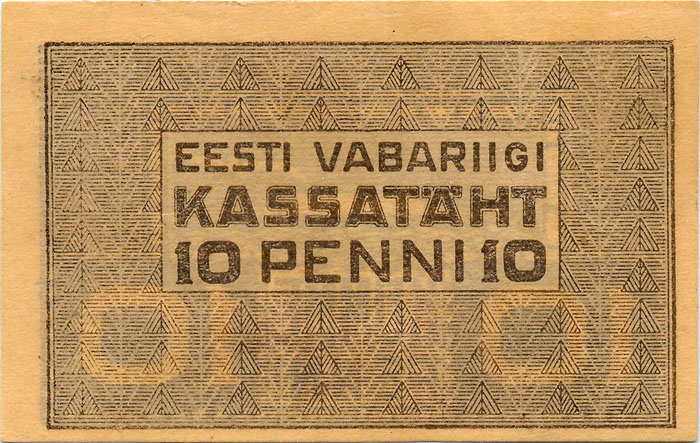 EESTI VABARIIGI
KASSATÄHT
10 PENNI 10